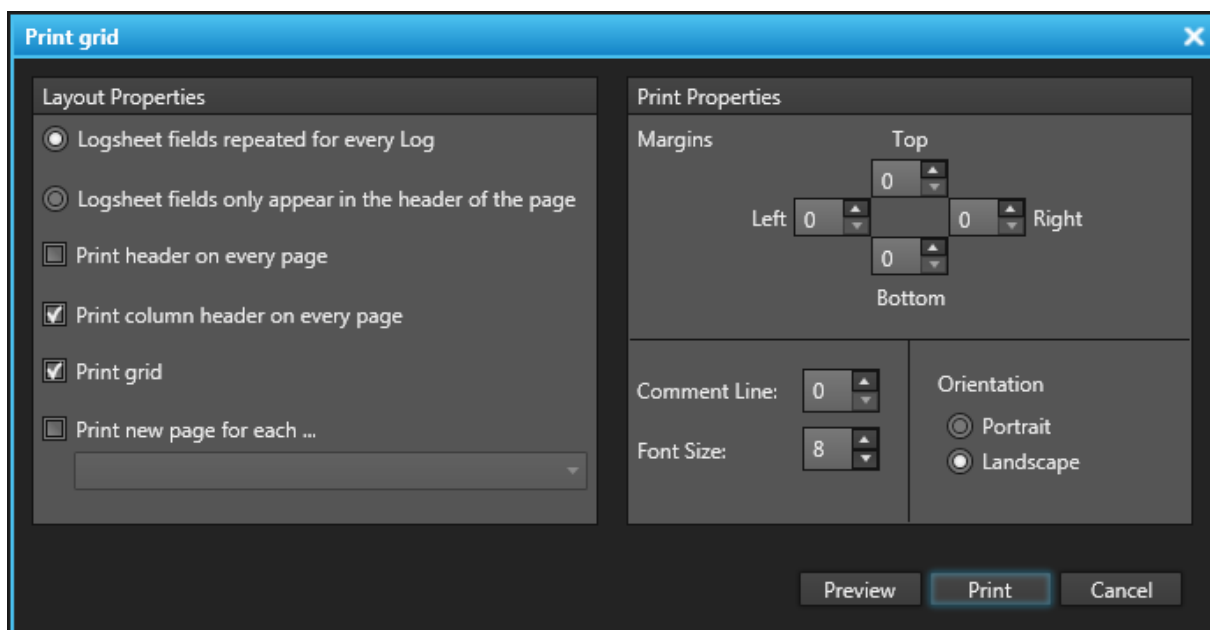 Print grid
Layout Properties
Logsheet fields repeated for every Log
Logsheet fields only appear in the header of the page
Print header on every page
Print column header on every page
Print grid
Print new page for each ...
Print Properties
Margins
Top
0
Left 0
0 Right
0
Bottom
Comment Line: 0
Font Size: 8
Orientation
Portrait
Landscape
Preview Print Cancel